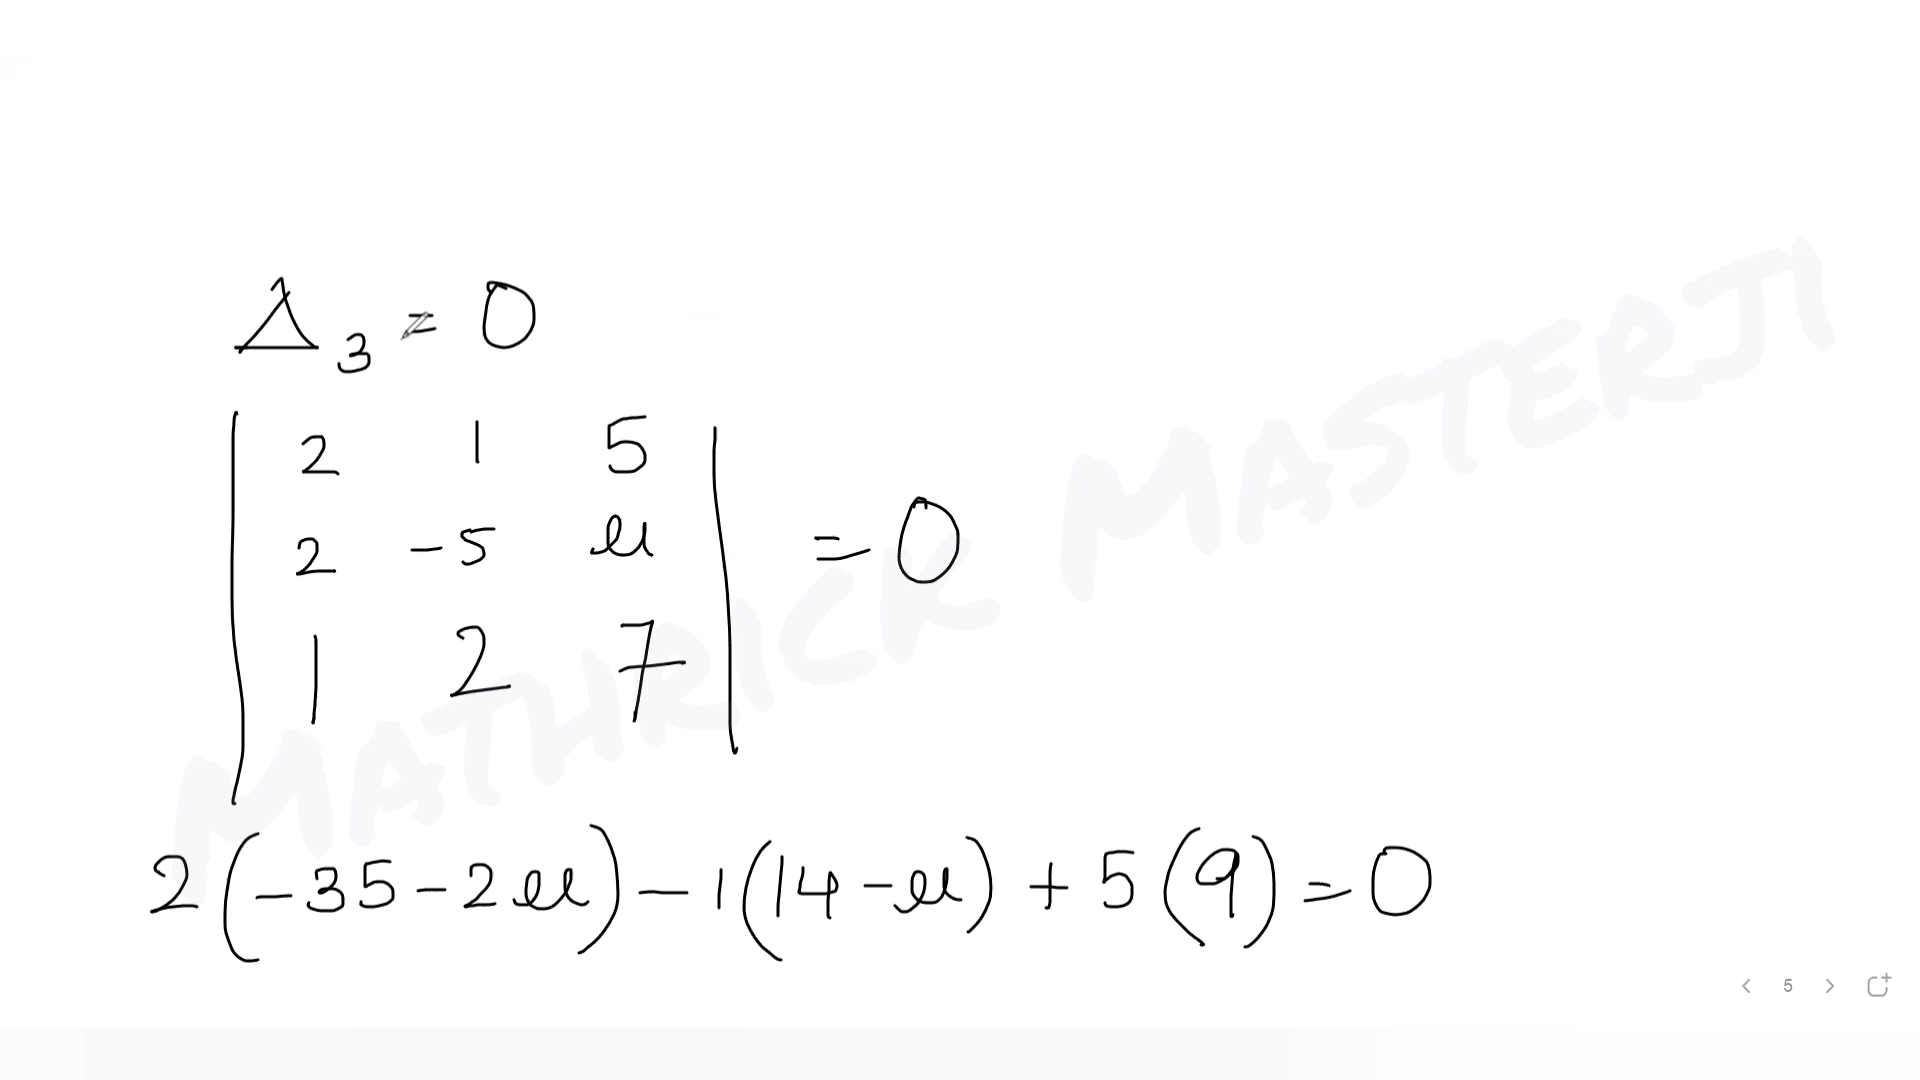 Δ₃ = 0
| 2 1 5 |
| 2 -5 μ | = 0
| 1 2 7 |
2(-35-2μ)-1(14-μ)+5(9)=0
MATHRICK MASTERJI
< 5 >